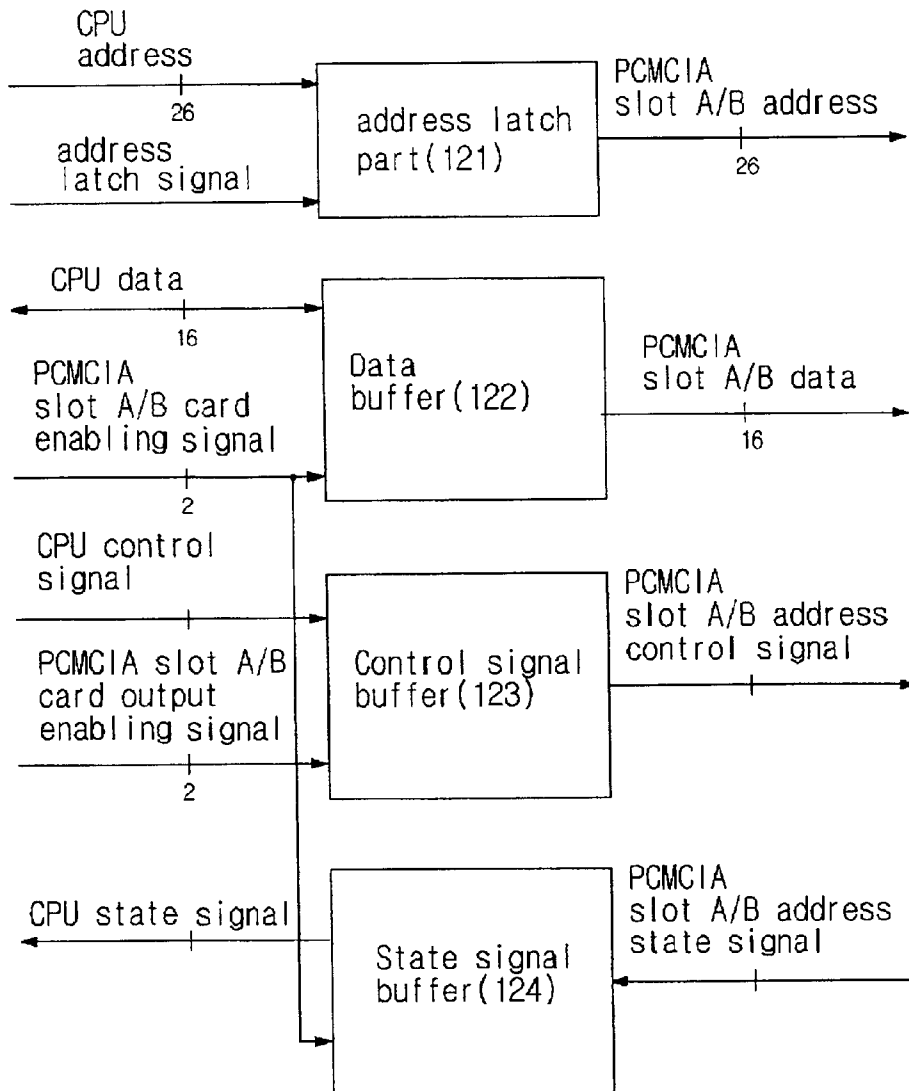 CPU
address
26
address
latch signal
address latch
part(121)
PCMCIA
slot A/B address
26
CPU data
16
PCMCIA
slot A/B card
enabling signal
2
Data
buffer(122)
PCMCIA
slot A/B data
16
CPU control
signal
PCMCIA slot A/B
card output
enabling signal
2
Control signal
buffer(123)
PCMCIA
slot A/B address
control signal
CPU state signal
State signal
buffer(124)
PCMCIA
slot A/B address
state signal